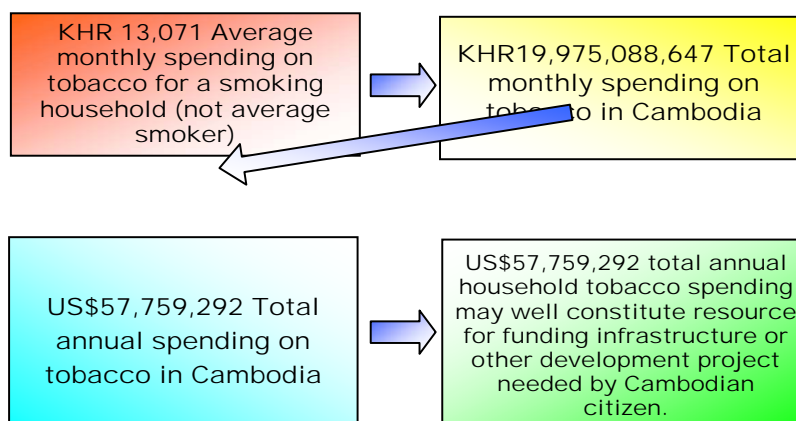 KHR 13,071 Average
monthly spending on
tobacco for a smoking
household (not average
smoker)
KHR19,975,088,647 Total
monthly spending on
tobacco in Cambodia
US$57,759,292 Total
annual spending on
tobacco in Cambodia
US$57,759,292 total annual
household tobacco spending
may well constitute resource
for funding infrastructure or
other development project
needed by Cambodian
citizen.